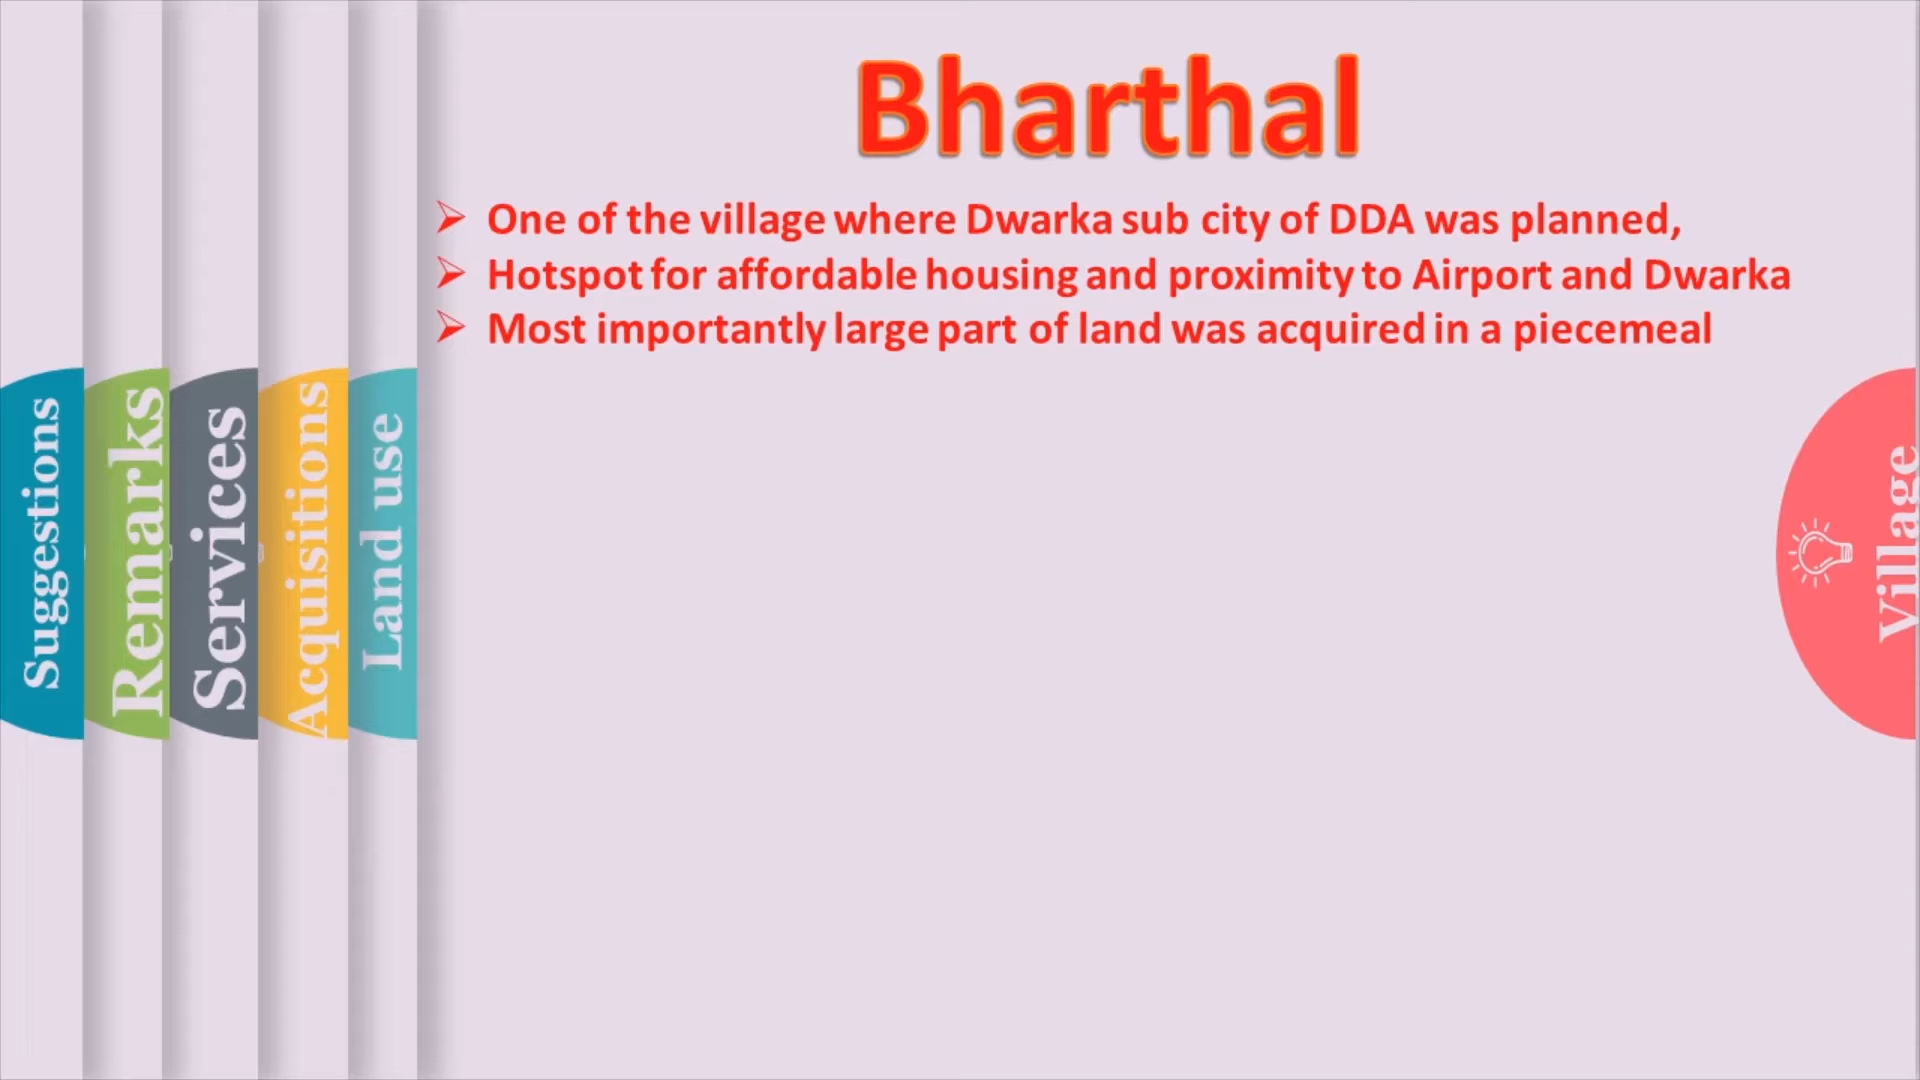 Bharthal
One of the village where Dwarka sub city of DDA was planned,
Hotspot for affordable housing and proximity to Airport and Dwarka
Most importantly large part of land was acquired in a piecemeal
Suggestions
Remarks
Services
Acquisitions
Land use
Village